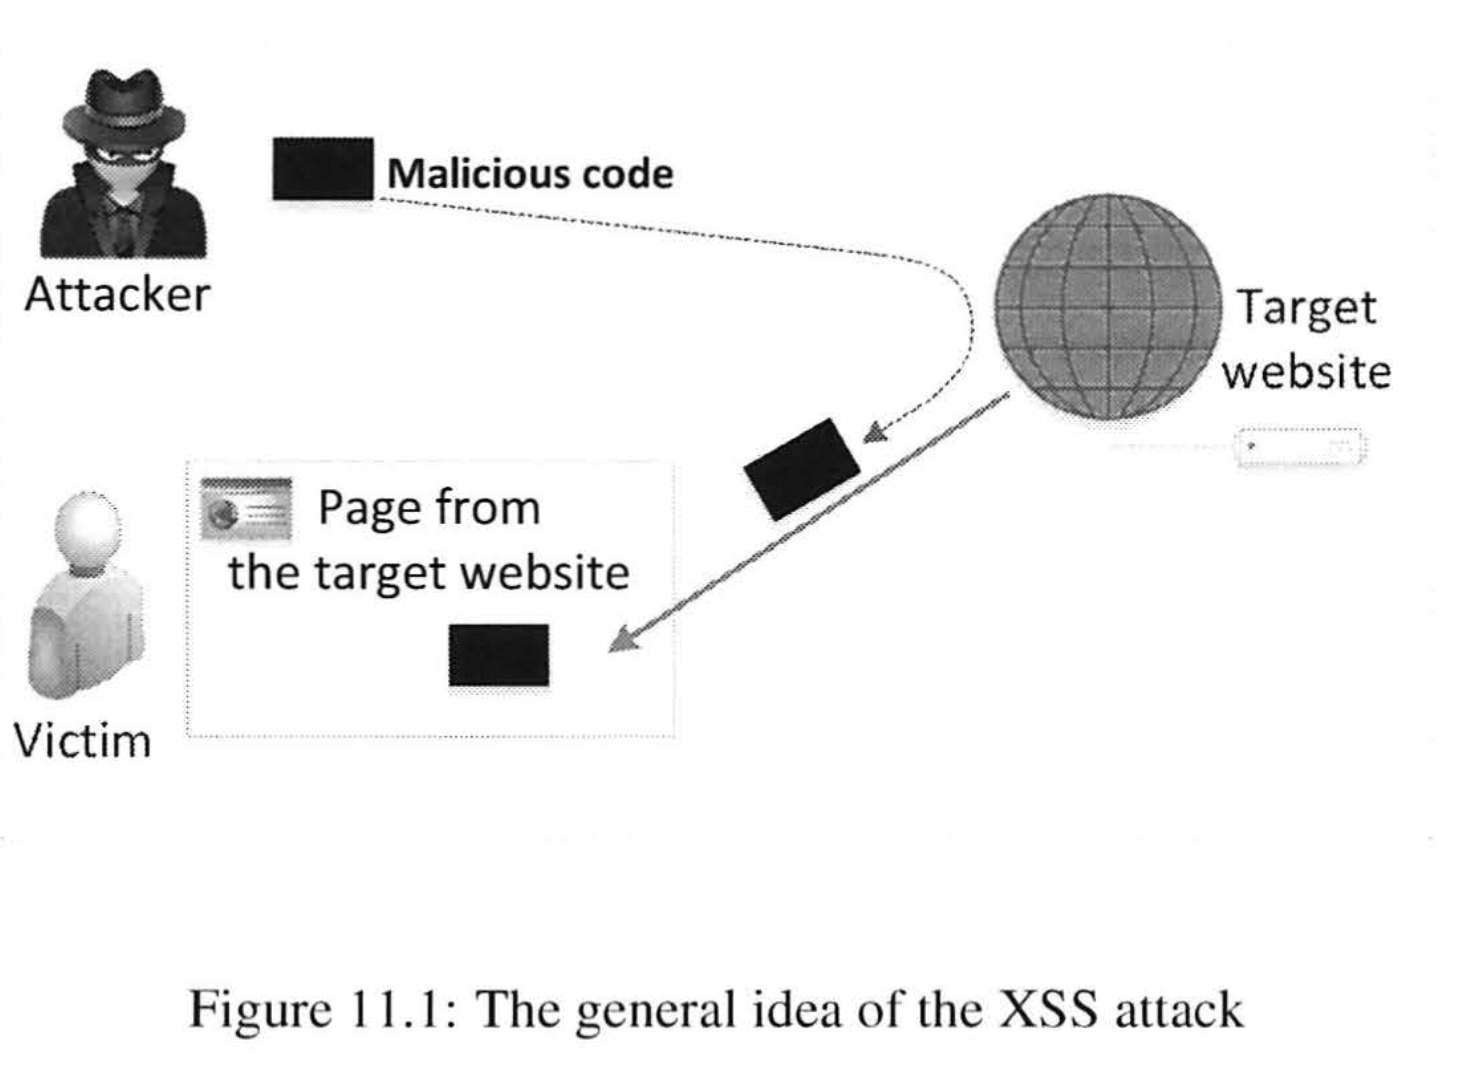 Malicious code
Attacker
Target
website
Page from
the target website
Victim
Figure 11.1: The general idea of the XSS attack